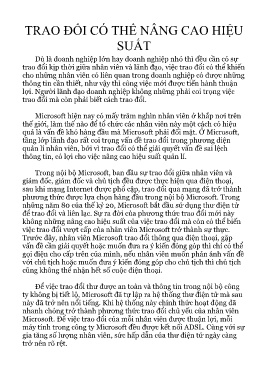 TRAO ĐỔI CÓ THỂ NÂNG CAO HIỆU
SUẤT
Dù là doanh nghiệp lớn hay doanh nghiệp nhỏ thì đều cần có sự
trao đổi kịp thời giữa nhân viên và lãnh đạo, việc trao đổi có thể khiến
cho những nhân viên có liên quan trong doanh nghiệp có được những
thông tin cần thiết, như vậy thì công việc mới được tiến hành thuận
lợi. Người lãnh đạo doanh nghiệp không những phải coi trọng việc
trao đổi mà còn phải biết cách trao đổi.
Microsoft hiện nay có mấy trăm nghìn nhân viên ở khắp nơi trên
thế giới, làm thế nào để tổ chức các nhân viên này một cách có hiệu
quả là vấn đề khó hàng đầu mà Microsoft phải đối mặt. Ở Microsoft,
tầng lớp lãnh đạo rất coi trọng vấn đề trao đổi trong phương diện
quản lí nhân viên, bởi vì trao đổi có thể giải quyết vấn đề sai lệch
thông tin, có lợi cho việc nâng cao hiệu suất quản lí.
Trong nội bộ Microsoft, ban đầu sự trao đổi giữa nhân viên và
giám đốc, giám đốc và chủ tịch đều được thực hiện qua điện thoại,
sau khi mạng Internet được phổ cập, trao đổi qua mạng đã trở thành
phương thức được lựa chọn hàng đầu trong nội bộ Microsoft. Trong
những năm 80 của thế kỷ 20, Microsoft bắt đầu sử dụng thư điện tử
để trao đổi và liên lạc. Sự ra đời của phương thức trao đổi mới này
không những nâng cao hiệu suất của việc trao đổi mà còn có thể biến
việc trao đổi vượt cấp của nhân viên Microsoft trở thành sự thực.
Trước đây, nhân viên Microsoft trao đổi thông qua điện thoại, gặp
vấn đề cần giải quyết hoặc muốn đưa ra ý kiến đóng góp thì chỉ có thể
gọi điện cho cấp trên của mình, nếu nhân viên muốn phản ánh vấn đề
với chủ tịch hoặc muốn đưa ý kiến đóng góp cho chủ tịch thì chủ tịch
cũng không thể nhận hết số cuộc điện thoại.
Để việc trao đổi thư được an toàn và thông tin trong nội bộ công
ty không bị tiết lộ, Microsoft đã tự lập ra hệ thống thư điện tử mà sau
này đã trở nên nổi tiếng. Khi hệ thống này chính thức hoạt động đã
nhanh chóng trở thành phương thức trao đổi chủ yếu của nhân viên
Microsoft. Để việc trao đổi của mỗi nhân viên được thuận lợi, mỗi
máy tính trong công ty Microsoft đều được kết nối ADSL. Cùng với sự
gia tăng số lượng nhân viên, sức hấp dẫn của thư điện tử ngày càng
trở nên rõ rệt.